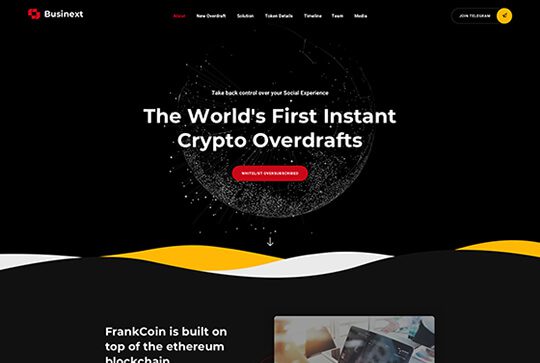 Businext
About New Overdraft Solution Token Details Timeline Team Media
JOIN TELEGRAM
Take back control over your Social Experience
The World's First Instant
Crypto Overdrafts
WHITELIST OVERSUBSCRIBED
FrankCoin is built on
top of the ethereum
blockchain